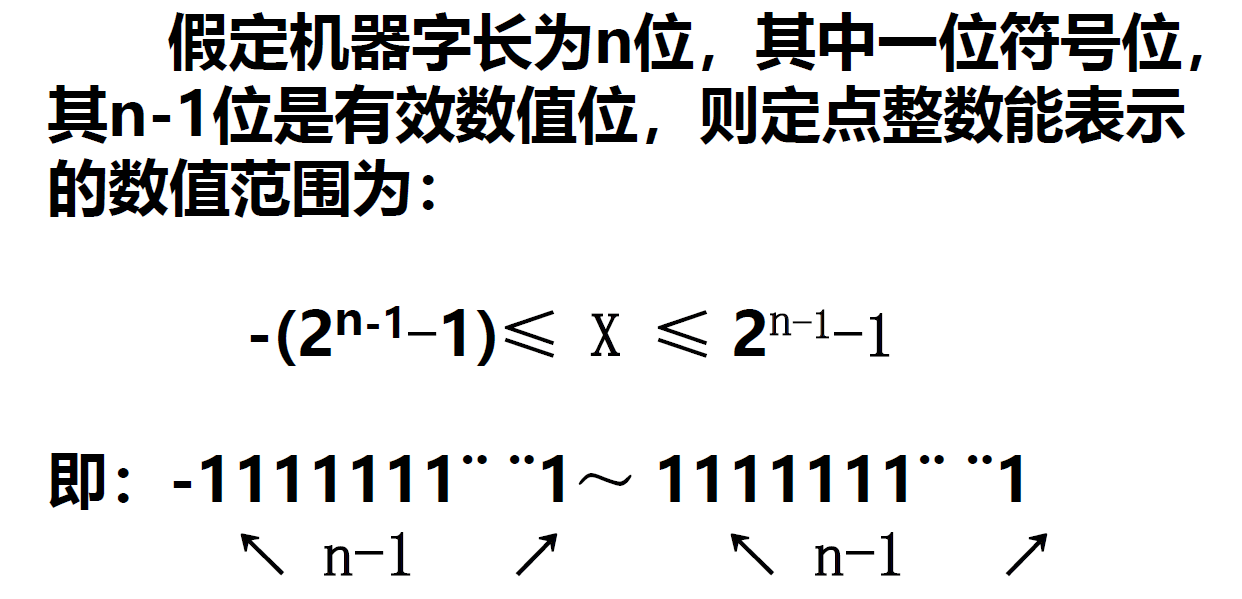 假定机器字长为n位，其中一位符号位，
其n-1位是有效数值位，则定点整数能表示
的数值范围为：
-(2ⁿ⁻¹−1)≤ X ≤ 2ⁿ⁻¹−1
即：-1111111¨ ¨1～ 1111111¨ ¨1
↖ n−1 ↗ ↖ n−1 ↗